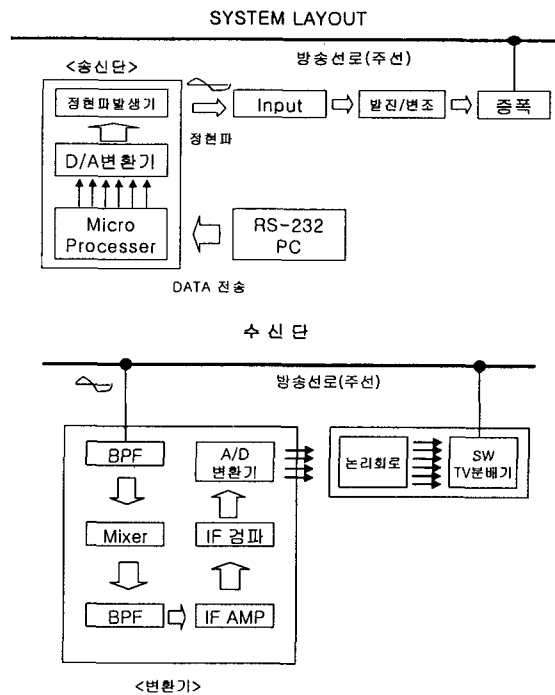 SYSTEM LAYOUT
방송선로(주선)
<송신단>
정현파발생기
Input
발진/변조
증폭
정현파
D/A변환기
Micro
Processer
RS-232
PC
DATA 전송
수 신 단
방송선로(주선)
BPF
A/D
변환기
논리회로
SW
TV분배기
Mixer
IF 검파
BPF
IF AMP
<변환기>